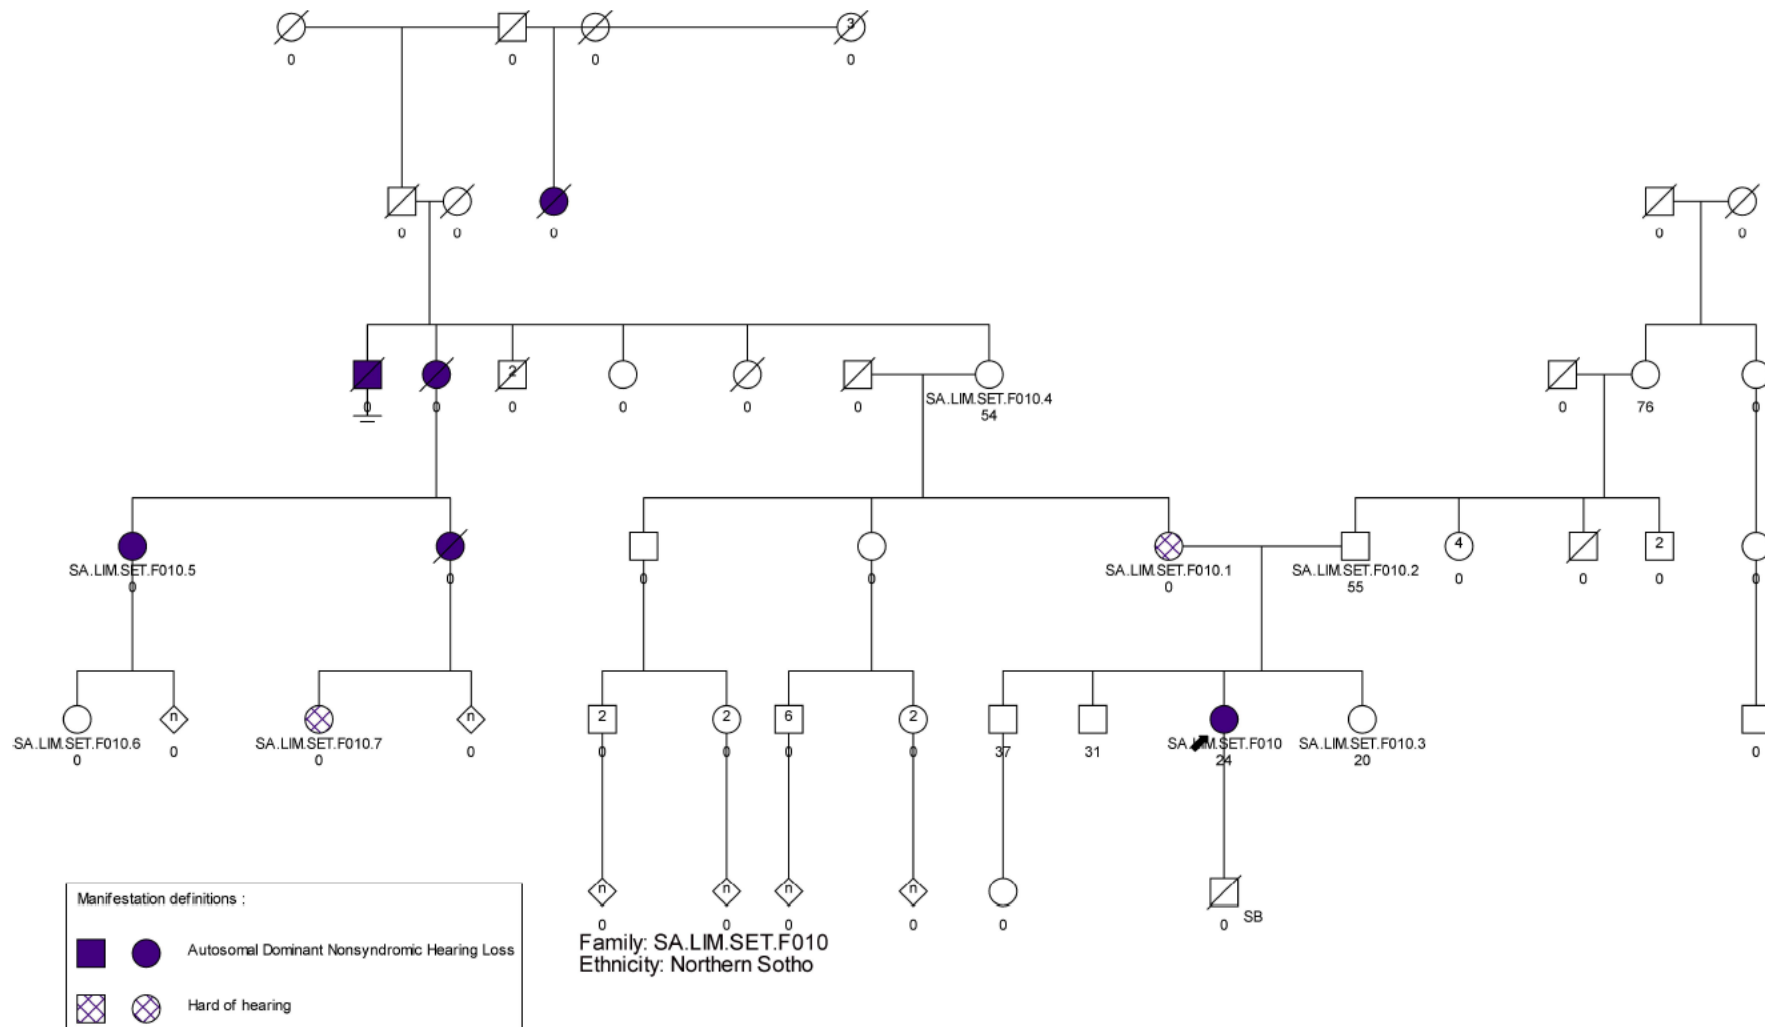 3
0 0 0 0
0 0 0 0 0
2
0 0 0 0 0 0 SA.LIM.SET.F010.4 0 76 0
54
4 2
SA.LIM.SET.F010.5 0 0 0 SA.LIM.SET.F010.1 SA.LIM.SET.F010.2 0 0 0 0
0 0 55
n n 2 2 6 2
SA.LIM.SET.F010.6 0 SA.LIM.SET.F010.7 0 0 0 0 0 37 31 SA.LIM.SET.F010 SA.LIM.SET.F010.3 0
0 0 24 20
n n n n
0 0 0 0 0 0 SB
Family: SA.LIM.SET.F010
Ethnicity: Northern Sotho
Manifestation definitions :
Autosomal Dominant Nonsyndromic Hearing Loss
Hard of hearing